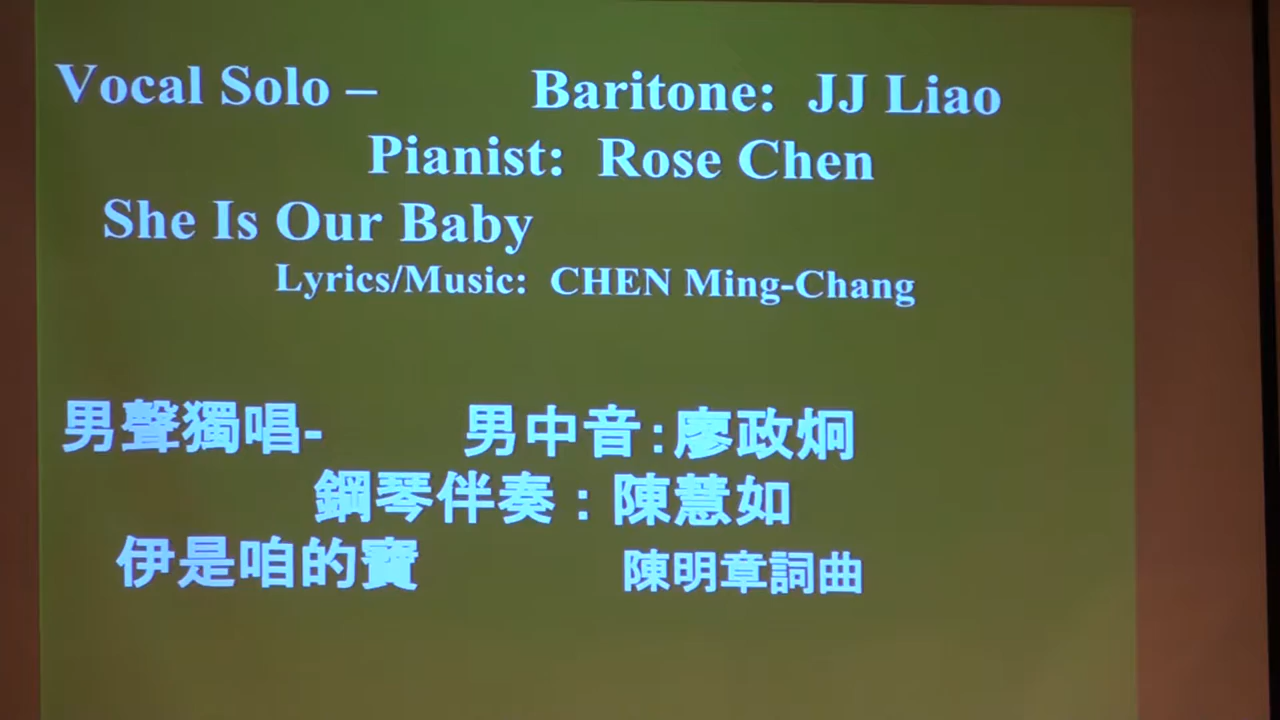 Vocal Solo – Baritone: JJ Liao
Pianist: Rose Chen
She Is Our Baby
Lyrics/Music: CHEN Ming-Chang
男聲獨唱- 男中音:廖政炯
鋼琴伴奏:陳慧如
伊是咱的寶 陳明章詞曲